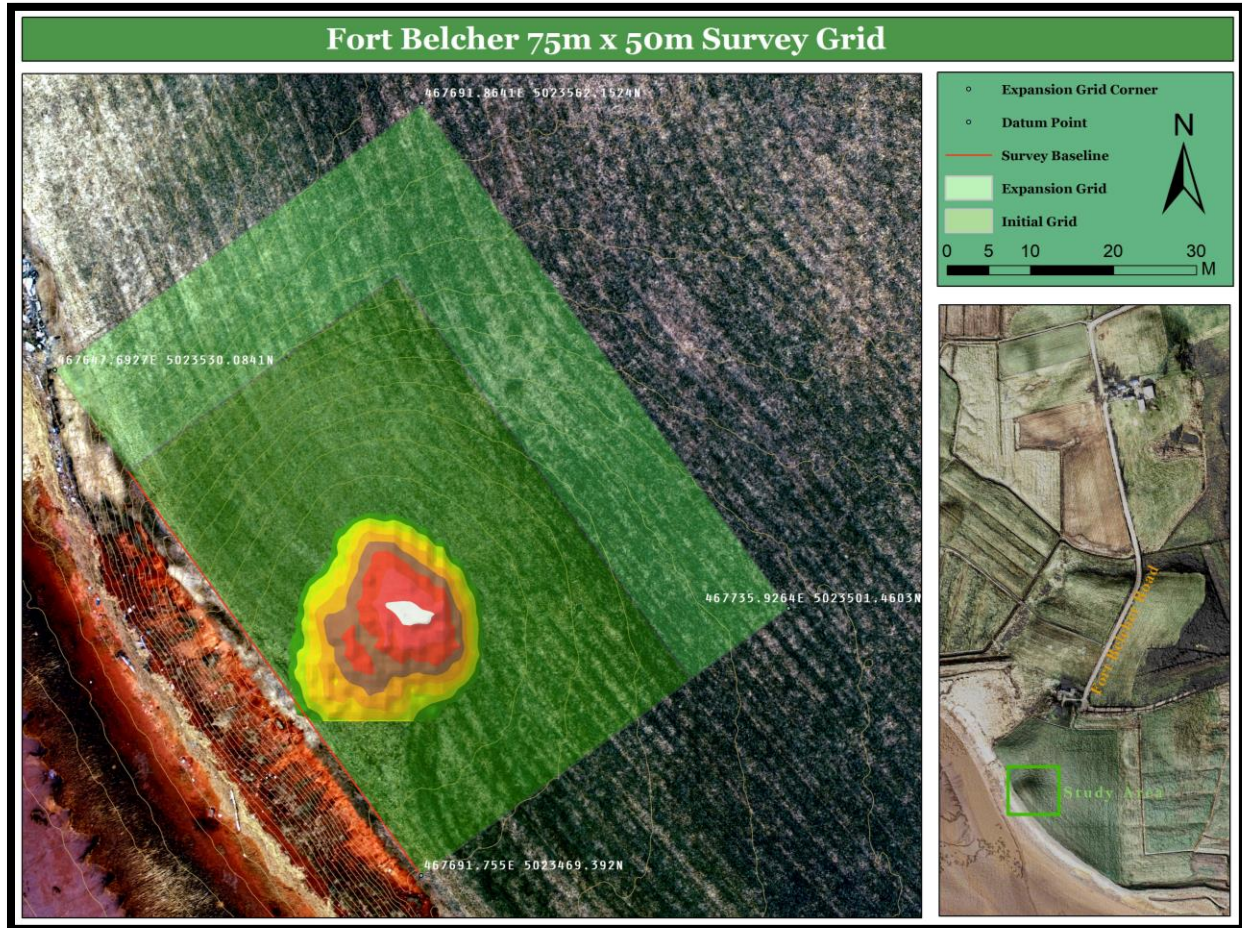 Fort Belcher 75m x 50m Survey Grid
467691.8641E 5023562.1524N
467647.6927E 5023530.0841N
467735.9264E 5023501.4603N
467691.755E 5023469.392N
Expansion Grid Corner
Datum Point
Survey Baseline
Expansion Grid
Initial Grid
N
0 5 10 20 30
M
Fort Belcher Road
Study Area